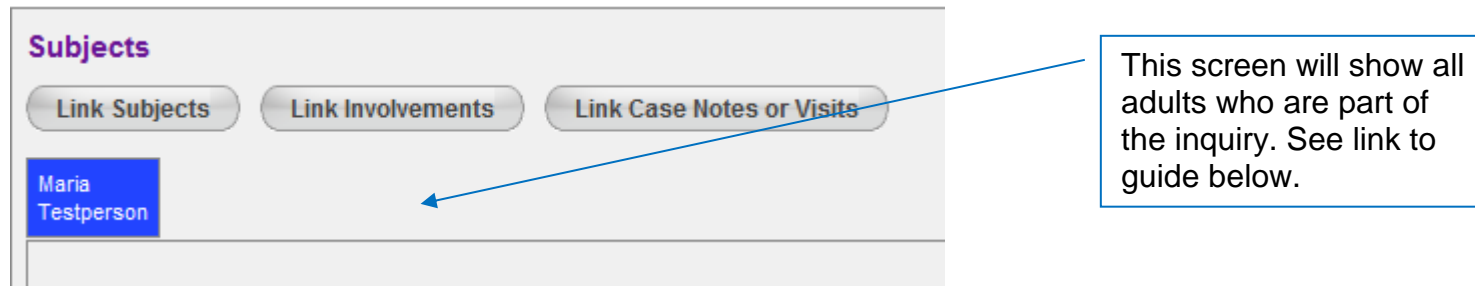 Subjects
Link Subjects Link Involvements Link Case Notes or Visits
Maria
Testperson
This screen will show all
adults who are part of
the inquiry. See link to
guide below.